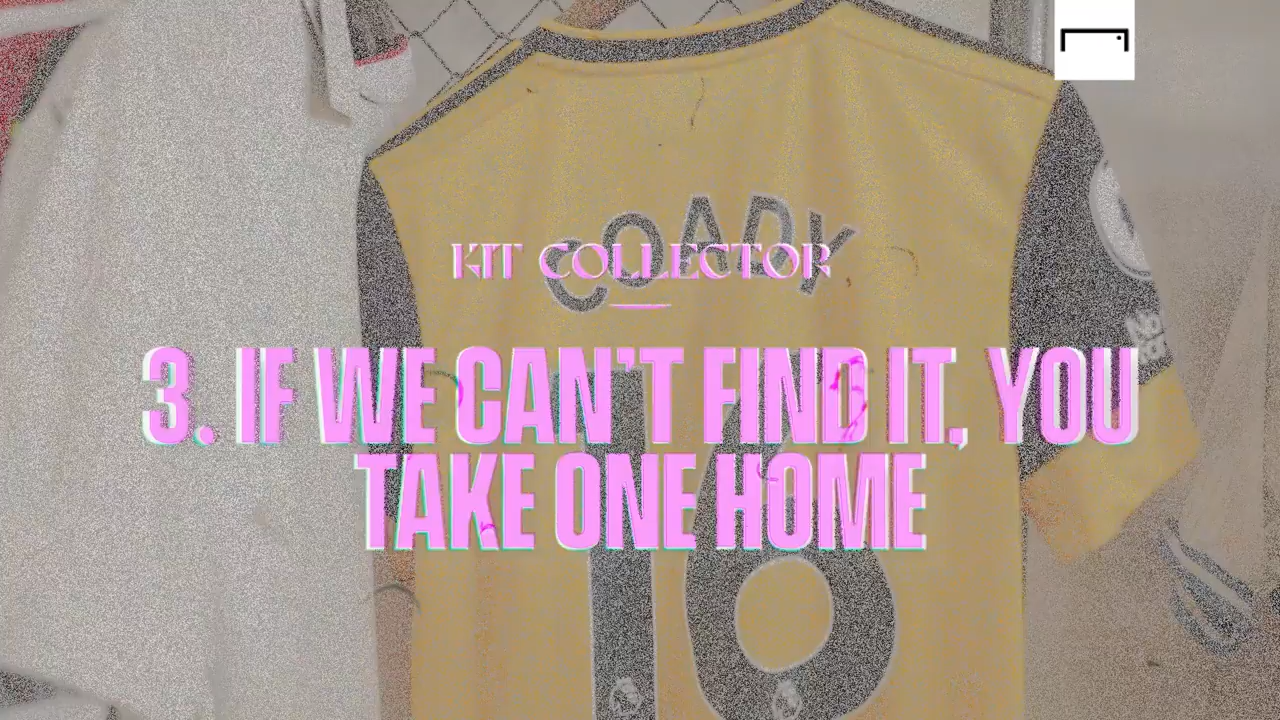 COADY
KIT COLLECTOR
3. IF WE CAN'T FIND IT, YOU
TAKE ONE HOME
16